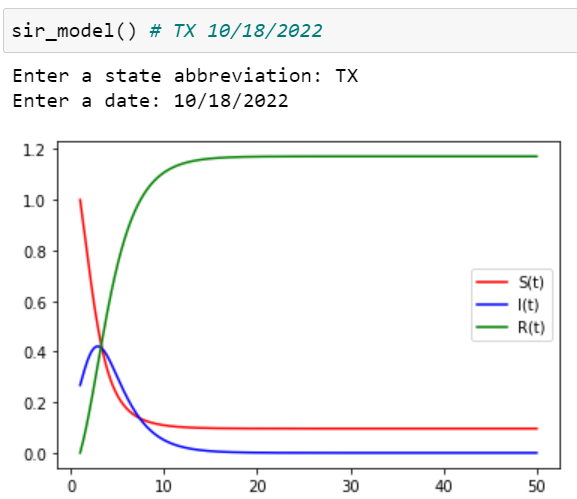 sir_model() # TX 10/18/2022
Enter a state abbreviation: TX
Enter a date: 10/18/2022
1.2
1.0
0.8
0.6
0.4
0.2
0.0
S(t)
I(t)
R(t)
0 10 20 30 40 50